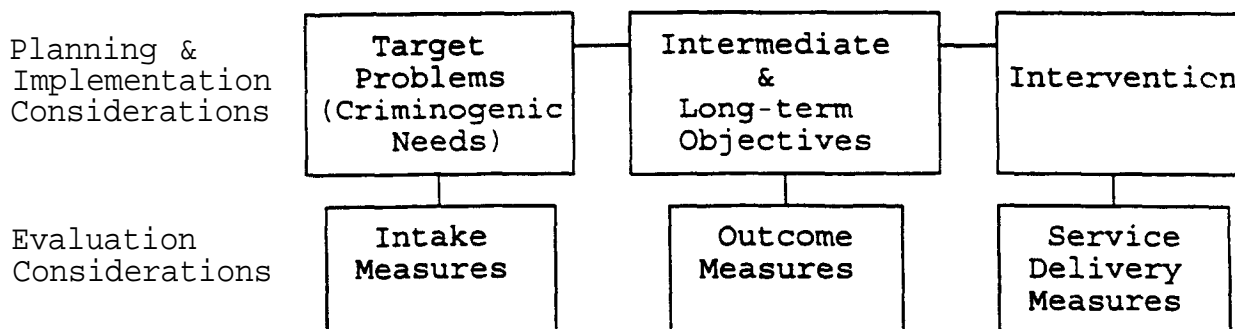 Planning &
Implementation
Considerations
Target
Problems
(Criminogenic
Needs)
Intermediate
&
Long-term
Objectives
Intervention
Evaluation
Considerations
Intake
Measures
Outcome
Measures
Service
Delivery
Measures